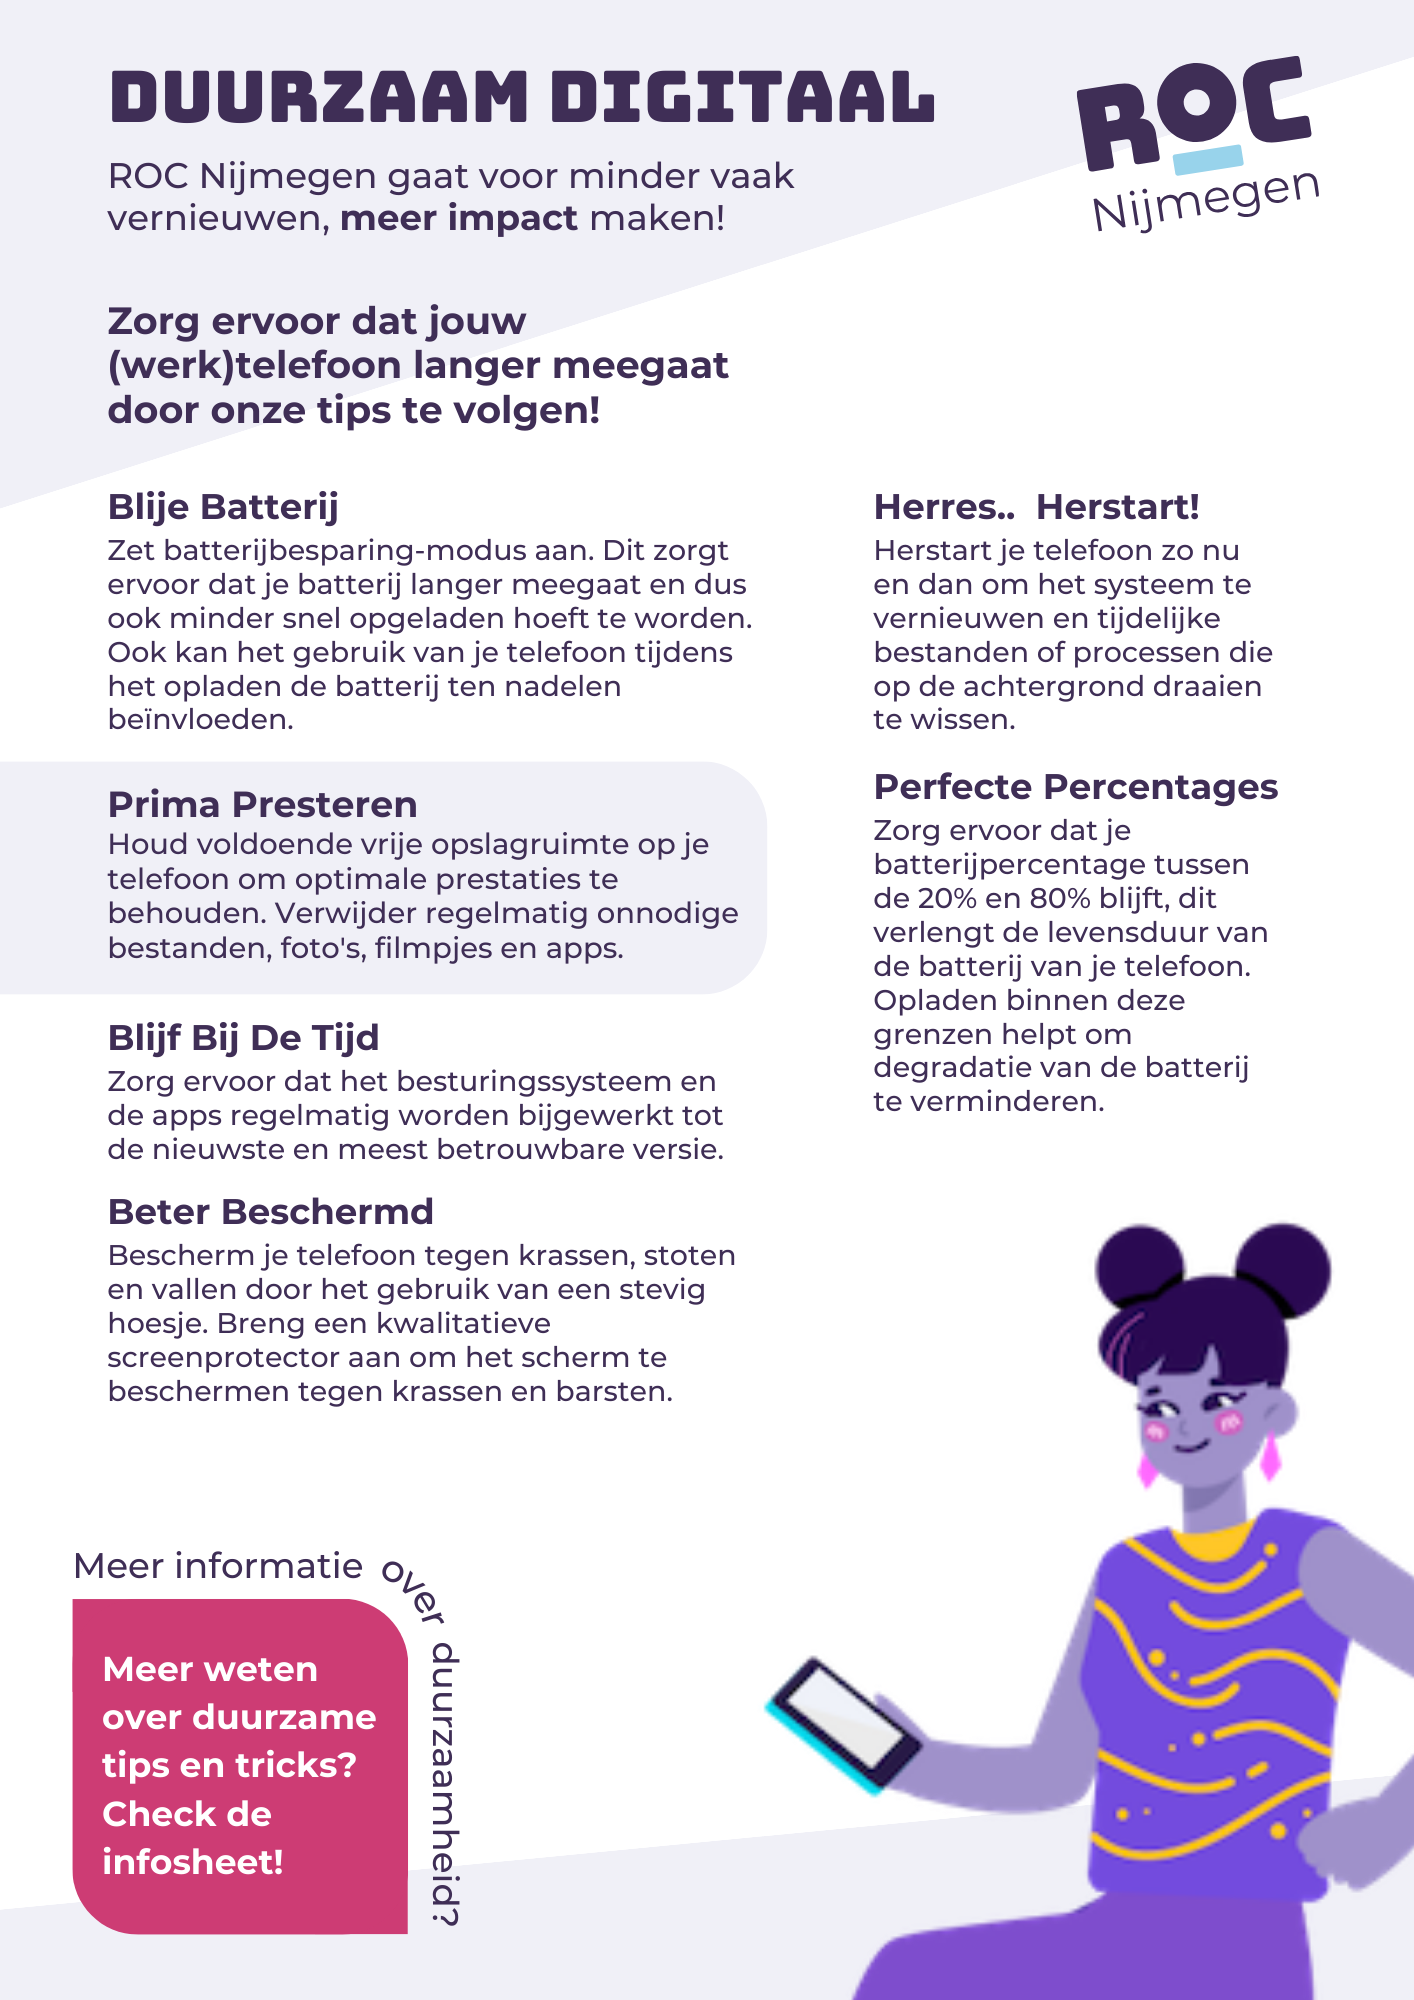 DUURZAAM DIGITAAL
ROC
Nijmegen
ROC Nijmegen gaat voor minder vaak
vernieuwen, meer impact maken!
Zorg ervoor dat jouw
(werk)telefoon langer meegaat
door onze tips te volgen!
Blije Batterij
Zet batterijbesparing-modus aan. Dit zorgt
ervoor dat je batterij langer meegaat en dus
ook minder snel opgeladen hoeft te worden.
Ook kan het gebruik van je telefoon tijdens
het opladen de batterij ten nadelen
beïnvloeden.
Prima Presteren
Houd voldoende vrije opslagruimte op je
telefoon om optimale prestaties te
behouden. Verwijder regelmatig onnodige
bestanden, foto's, filmpjes en apps.
Blijf Bij De Tijd
Zorg ervoor dat het besturingssysteem en
de apps regelmatig worden bijgewerkt tot
de nieuwste en meest betrouwbare versie.
Beter Beschermd
Bescherm je telefoon tegen krassen, stoten
en vallen door het gebruik van een stevig
hoesje. Breng een kwalitatieve
screenprotector aan om het scherm te
beschermen tegen krassen en barsten.
Herres..  Herstart!
Herstart je telefoon zo nu
en dan om het systeem te
vernieuwen en tijdelijke
bestanden of processen die
op de achtergrond draaien
te wissen.
Perfecte Percentages
Zorg ervoor dat je
batterijpercentage tussen
de 20% en 80% blijft, dit
verlengt de levensduur van
de batterij van je telefoon.
Opladen binnen deze
grenzen helpt om
degradatie van de batterij
te verminderen.
Meer informatie over duurzaamheid?
Meer weten
over duurzame
tips en tricks?
Check de
infosheet!